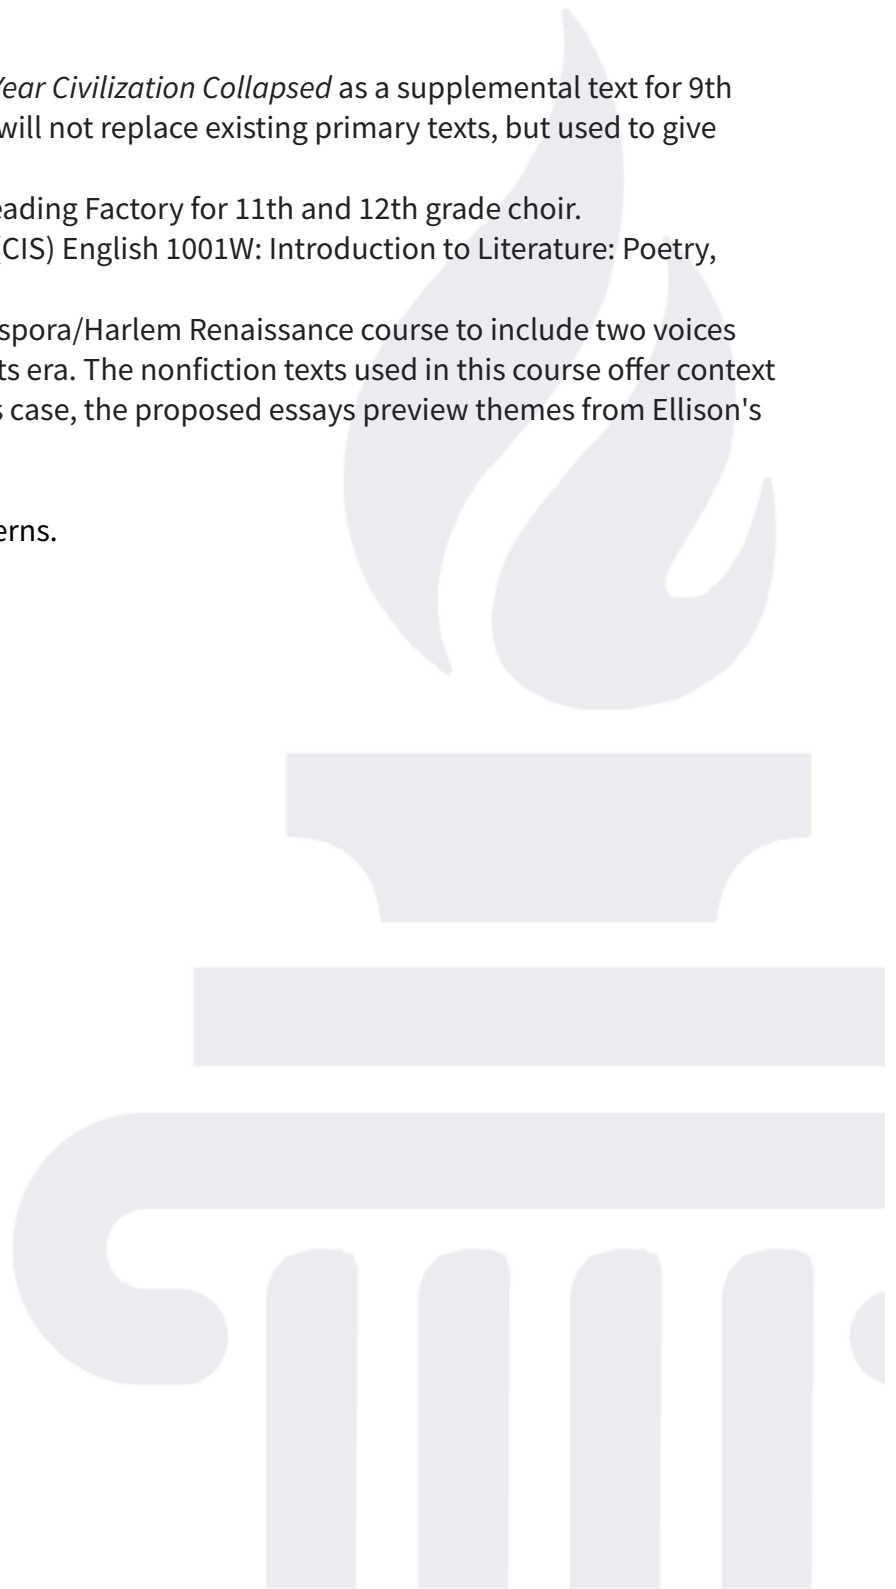 Year Civilization Collapsed as a supplemental text for 9th
will not replace existing primary texts, but used to give
eading Factory for 11th and 12th grade choir.
(CIS) English 1001W: Introduction to Literature: Poetry,
spora/Harlem Renaissance course to include two voices
ts era. The nonfiction texts used in this course offer context
s case, the proposed essays preview themes from Ellison's
erns.